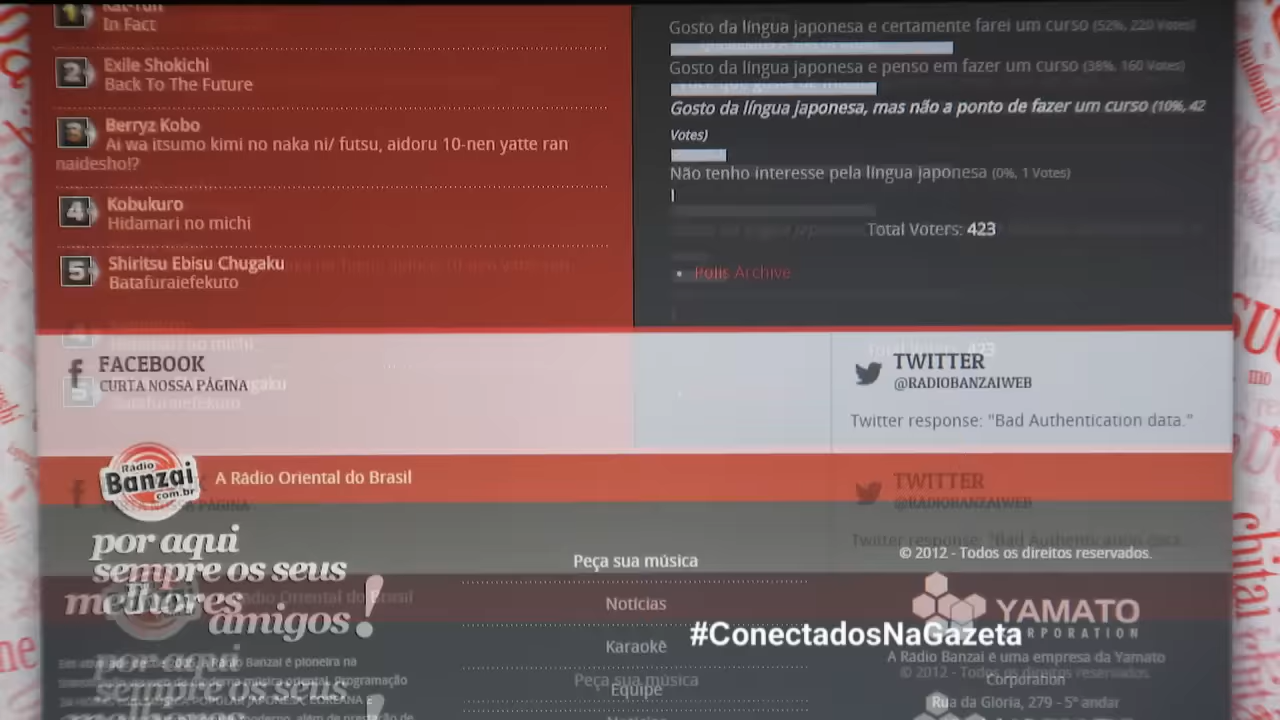 1 Kat-Tun
In Fact
2 Exile Shokichi
Back To The Future
3 Berryz Kobo
Ai wa itsumo kimi no naka ni/ futsu, aidoru 10-nen yatte ran
naidesho!?
4 Kobukuro
Hidamari no michi
5 Shiritsu Ebisu Chugaku
Batafuraiefekuto
Gosto da língua japonesa e certamente farei um curso (52%, 220 Votes)
Gosto da língua japonesa e penso em fazer um curso (38%, 160 Votes)
Gosto da língua japonesa, mas não a ponto de fazer um curso (10%, 42
Votes)
Não tenho interesse pela língua japonesa (0%, 1 Votes)
Total Voters: 423
Polls Archive
FACEBOOK
CURTA NOSSA PÁGINA
TWITTER
@RADIOBANZAIWEB
Twitter response: "Bad Authentication data."
Rádio
Banzai
com.br
A Rádio Oriental do Brasil
por aqui
sempre os seus
melhores
amigos!
Peça sua música
Notícias
Karaokê
Equipe
© 2012 - Todos os direitos reservados.
YAMATO
CORPORATION
#ConectadosNaGazeta
A Rádio Banzai é uma empresa da Yamato
Corporation
Rua da Glória, 279 - 5º andar